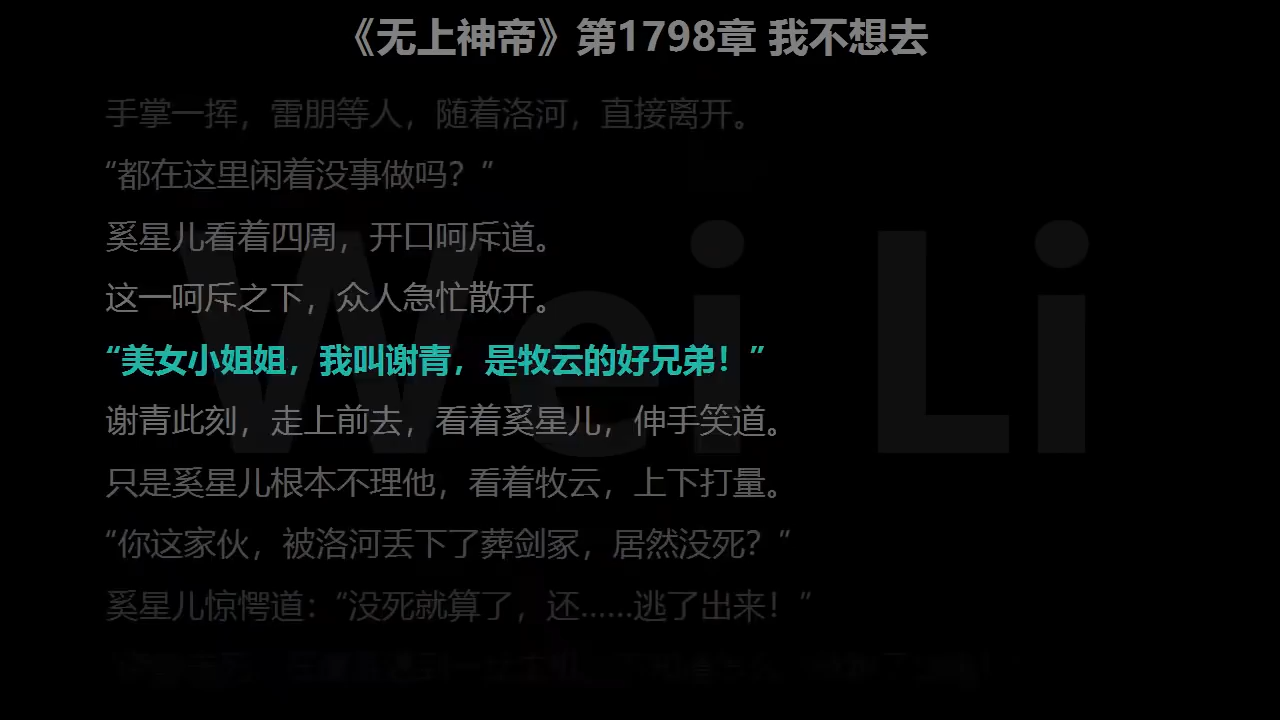 《无上神帝》第1798章 我不想去
手掌一挥，雷朋等人，随着洛河，直接离开。
“都在这里闲着没事做吗？”
奚星儿看着四周，开口呵斥道。
这一呵斥之下，众人急忙散开。
“美女小姐姐，我叫谢青，是牧云的好兄弟！”
谢青此刻，走上前去，看着奚星儿，伸手笑道。
只是奚星儿根本不理他，看着牧云，上下打量。
“你这家伙，被洛河丢下了葬剑冢，居然没死？”
奚星儿惊愕道：“没死就算了，还……逃了出来！”
Wei Li